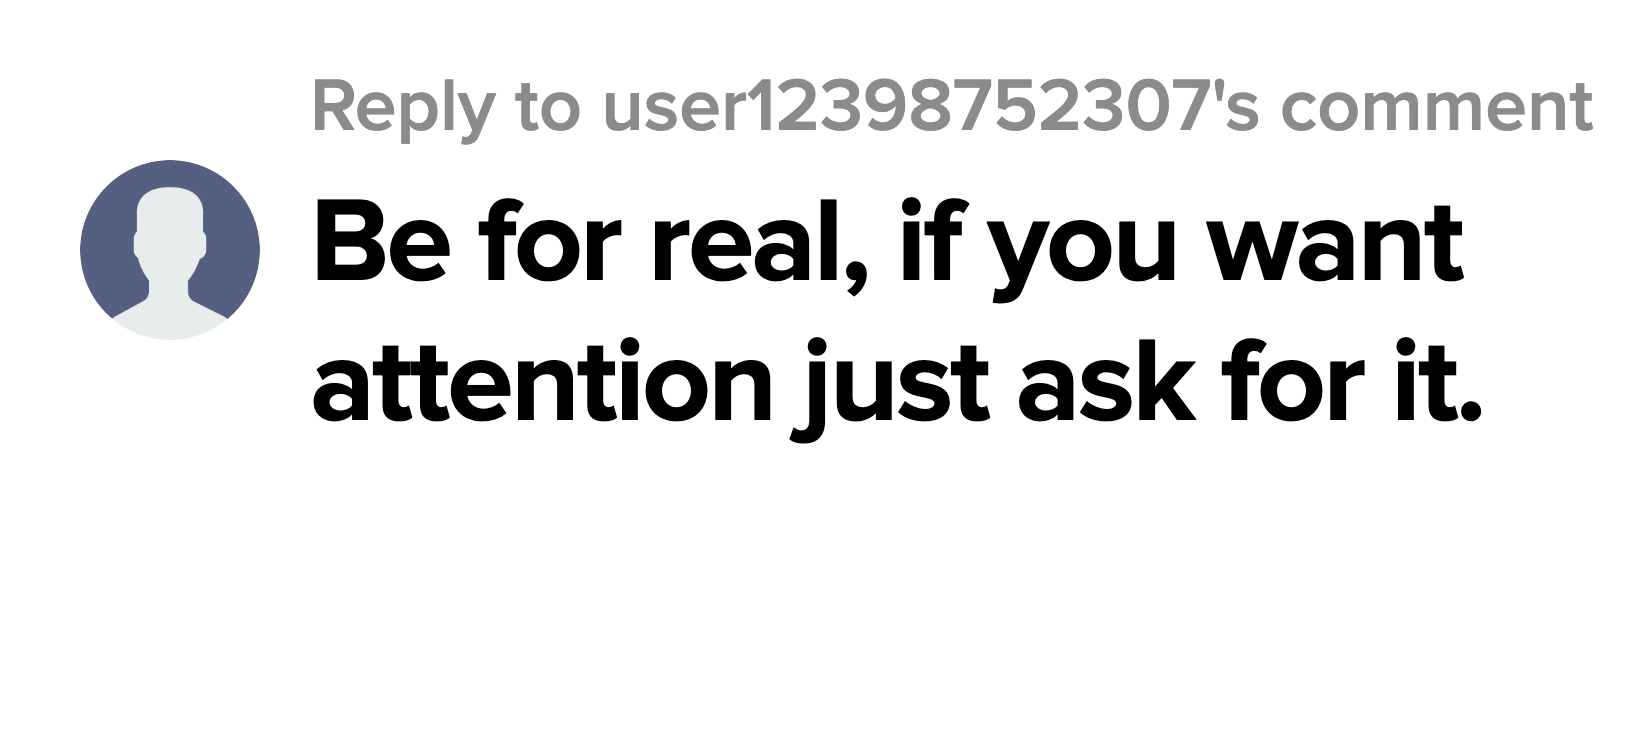 Reply to user12398752307's comment
Be for real, if you want
attention just ask for it.